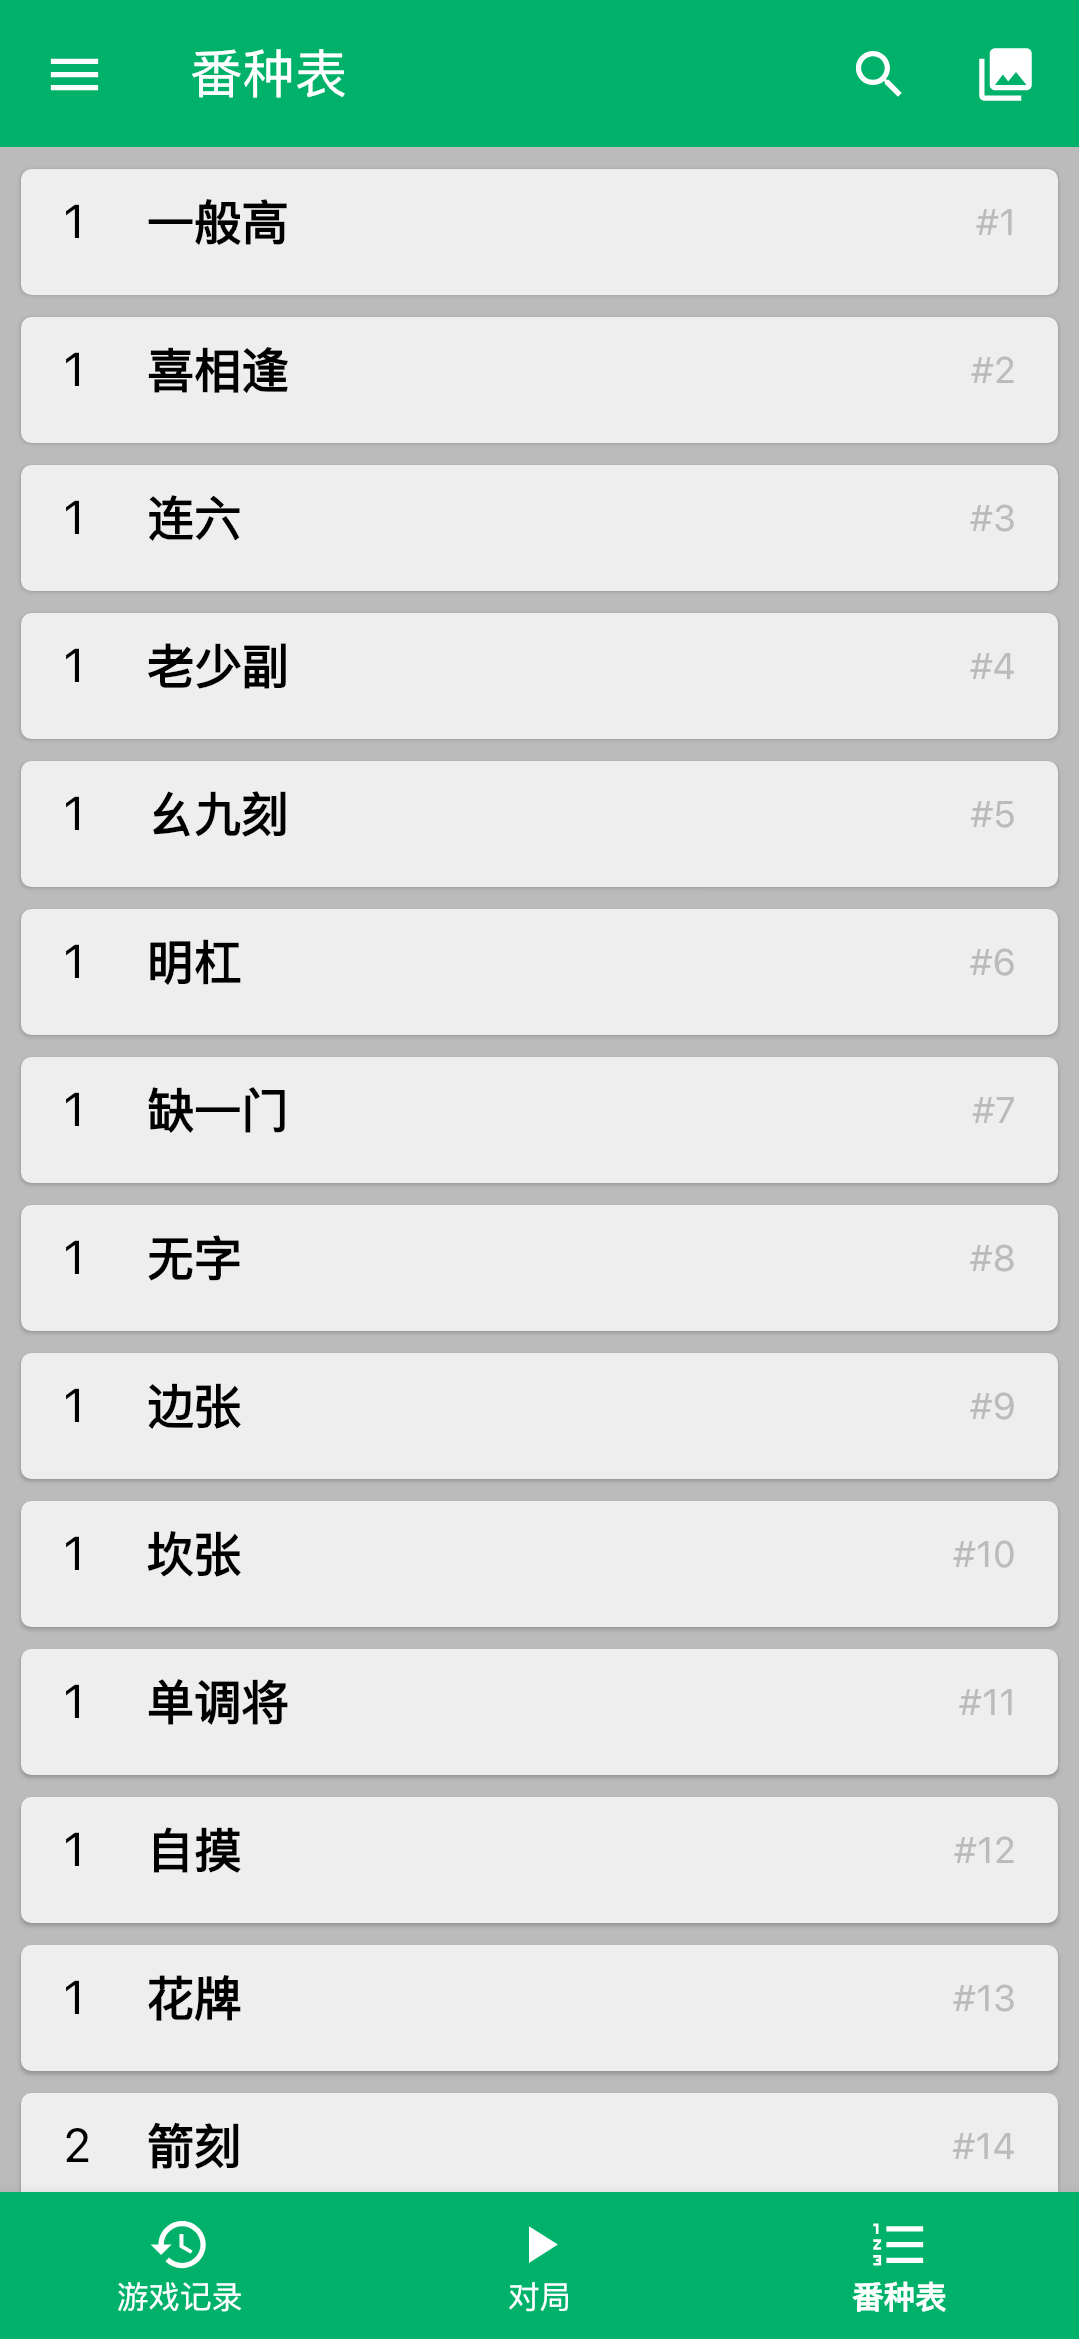 番种表
1 一般高 #1
1 喜相逢 #2
1 连六 #3
1 老少副 #4
1 幺九刻 #5
1 明杠 #6
1 缺一门 #7
1 无字 #8
1 边张 #9
1 坎张 #10
1 单调将 #11
1 自摸 #12
1 花牌 #13
2 箭刻 #14
游戏记录 对局 番种表